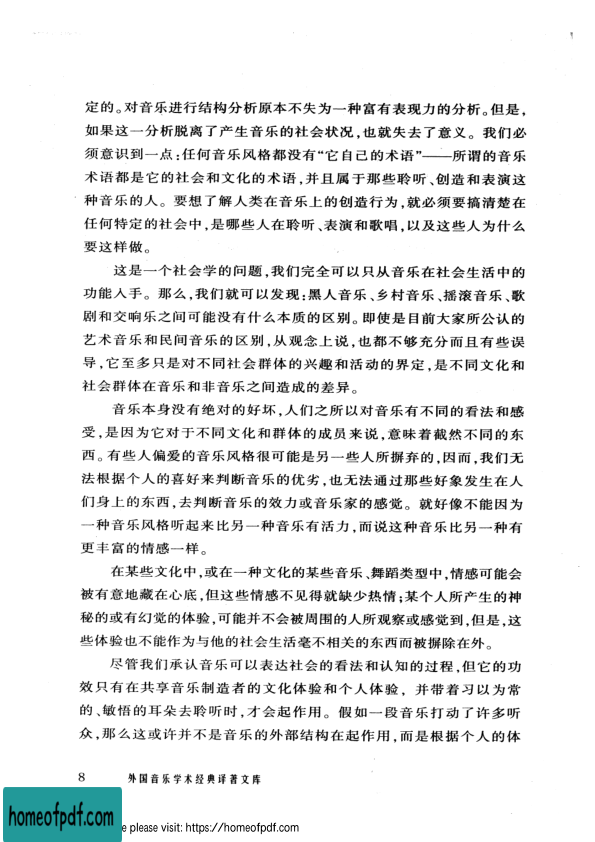 定的。对音乐进行结构分析原本不失为一种富有表现力的分析。但是,
如果这一分析脱离了产生音乐的社会状况,也就失去了意义。我们必
须意识到一点:任何音乐风格都没有“它自己的术语”——所谓的音乐
术语都是它的社会和文化的术语,并且属于那些聆听、创造和表演这
种音乐的人。要想了解人类在音乐上的创造行为,就必须要搞清楚在
任何特定的社会中,是哪些人在聆听、表演和歌唱,以及这些人为什么
要这样做。
这是一个社会学的问题,我们完全可以只从音乐在社会生活中的
功能入手。那么,我们就可以发现:黑人音乐、乡村音乐、摇滚音乐、歌
剧和交响乐之间可能没有什么本质的区别。即使是目前大家所公认的
艺术音乐和民间音乐的区别,从观念上说,也都不够充分而且有些误
导,它至多只是对不同社会群体的兴趣和活动的界定,是不同文化和
社会群体在音乐和非音乐之间造成的差异。
音乐本身没有绝对的好坏,人们之所以对音乐有不同的看法和感
受,是因为它对于不同文化和群体的成员来说,意味着截然不同的东
西。有些人偏爱的音乐风格很可能是另一些人所摒弃的,因而,我们无
法根据个人的喜好来判断音乐的优劣,也无法通过那些好象发生在人
们身上的东西,去判断音乐的效力或音乐家的感觉。就好像不能因为
一种音乐风格听起来比另一种音乐有活力,而说这种音乐比另一种有
更丰富的情感一样。
在某些文化中,或在一种文化的某些音乐、舞蹈类型中,情感可能会
被有意地藏在心底,但这些情感不见得就缺少热情;某个人所产生的神
秘的或有幻觉的体验,可能并不会被周围的人所观察或感觉到,但是,这
些体验也不能作为与他的社会生活毫不相关的东西而被摒除在外。
尽管我们承认音乐可以表达社会的看法和认知的过程,但它的功
效只有在共享音乐制造者的文化体验和个人体验,并带着习以为常
的、敏悟的耳朵去聆听时,才会起作用。假如一段音乐打动了许多听
众,那么这或许并不是音乐的外部结构在起作用,而是根据个人的体
8 外国音乐学术经典译著文库
homeofpdf.com
please visit: https://homeofpdf.com